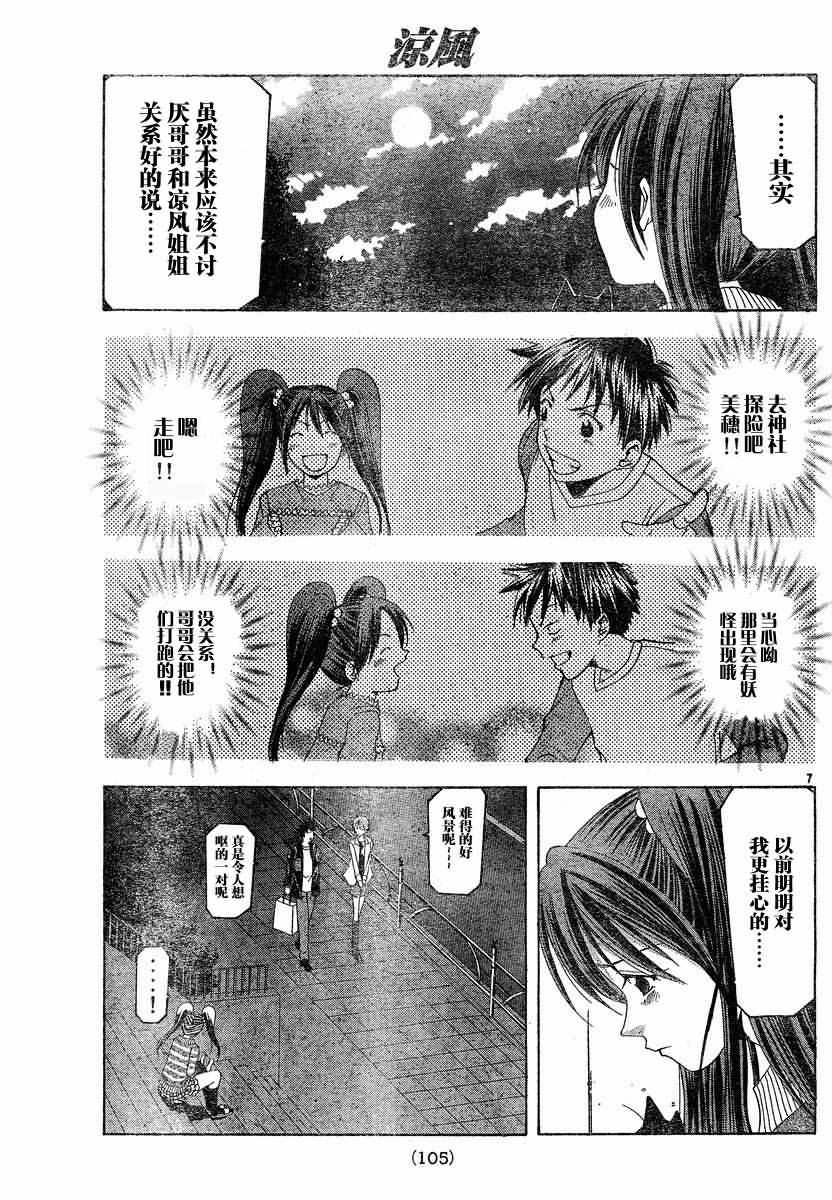 涼風
……其实
虽然本来应该不讨
厌哥哥和凉风姐姐
关系好的说……
去神社
探险吧
美穗!!
嗯
走吧!!
当心呦
那里会有妖
怪出现哦
没关系！
哥哥会把他
们打跑的!!
7
以前明明对
我更挂心的……
难得的好
风景呢~~
真是令人想
呕的一对呢
....！
(105)